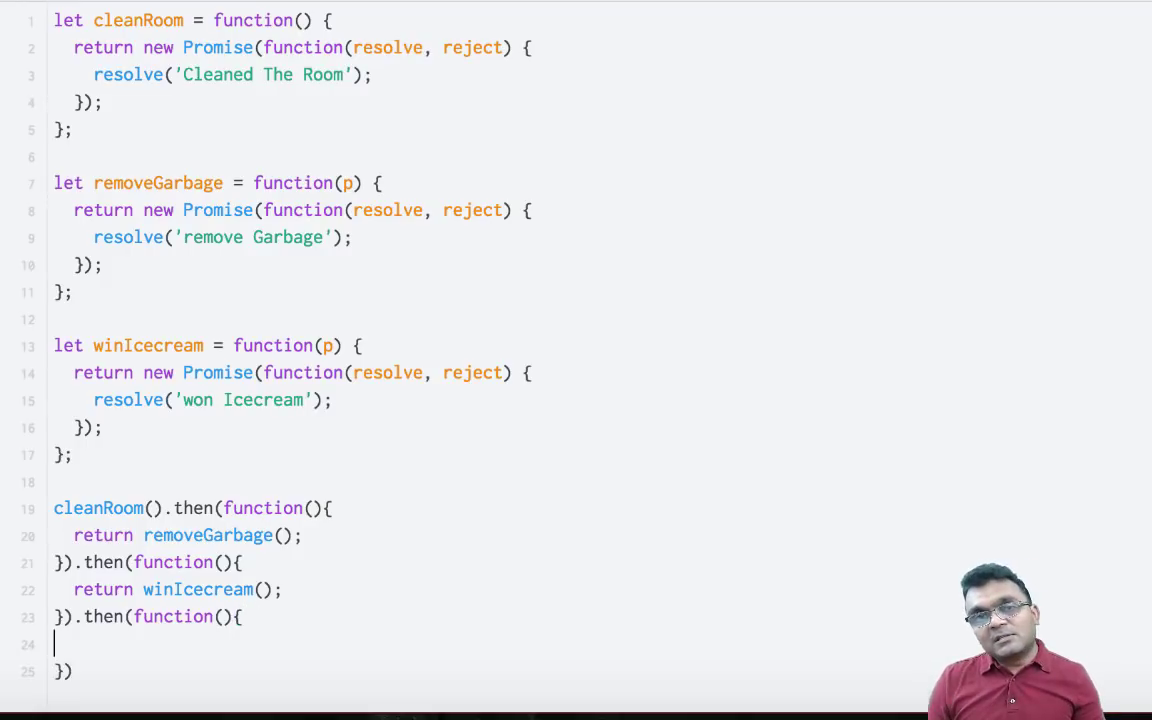 1 let cleanRoom = function() {
2 return new Promise(function(resolve, reject) {
3 resolve('Cleaned The Room');
4 });
5 };
6
7 let removeGarbage = function(p) {
8 return new Promise(function(resolve, reject) {
9 resolve('remove Garbage');
10 });
11 };
12
13 let winIcecream = function(p) {
14 return new Promise(function(resolve, reject) {
15 resolve('won Icecream');
16 });
17 };
18
19 cleanRoom().then(function(){
20 return removeGarbage();
21 }).then(function(){
22 return winIcecream();
23 }).then(function(){
24
25 })